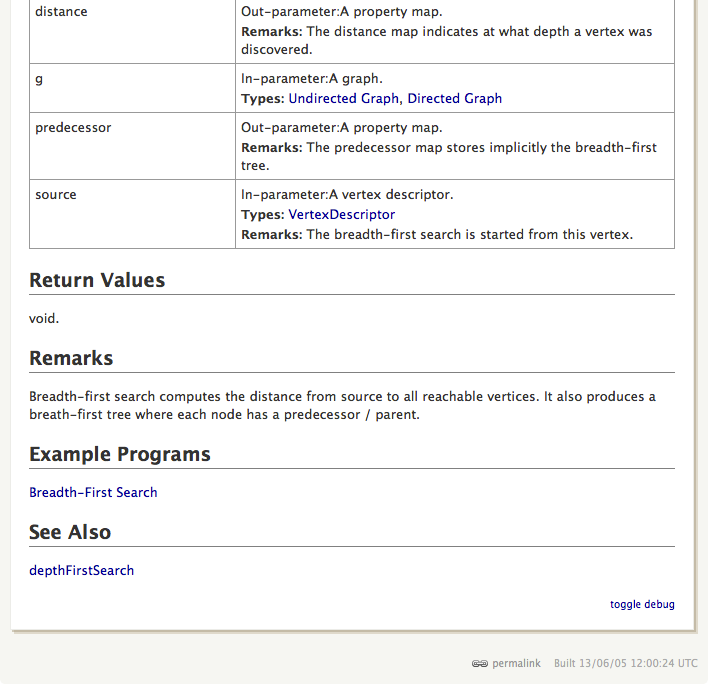 distance
Out-parameter:A property map.
Remarks: The distance map indicates at what depth a vertex was
discovered.
g
In-parameter:A graph.
Types: Undirected Graph, Directed Graph
predecessor
Out-parameter:A property map.
Remarks: The predecessor map stores implicitly the breadth-first
tree.
source
In-parameter:A vertex descriptor.
Types: VertexDescriptor
Remarks: The breadth-first search is started from this vertex.
Return Values
void.
Remarks
Breadth-first search computes the distance from source to all reachable vertices. It also produces a
breath-first tree where each node has a predecessor / parent.
Example Programs
Breadth-First Search
See Also
depthFirstSearch
toggle debug
permalink Built 13/06/05 12:00:24 UTC